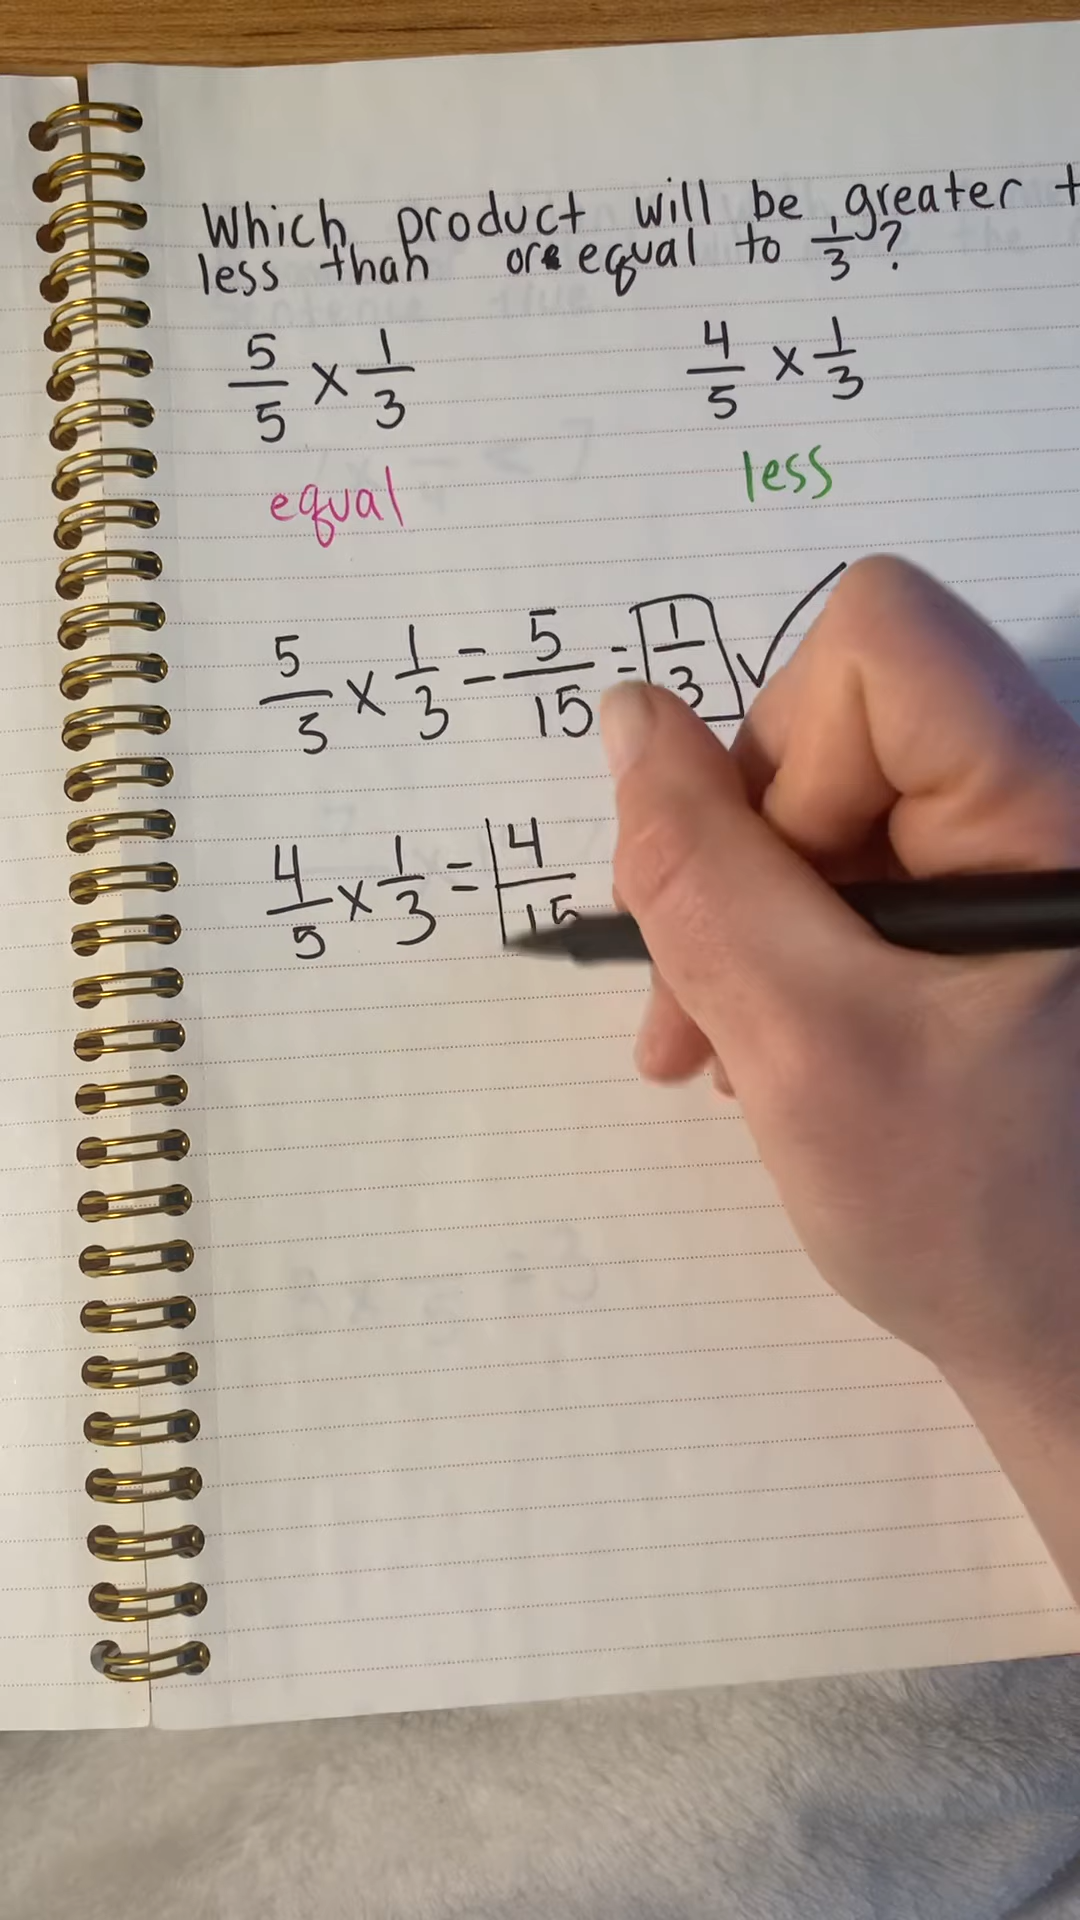 Which product will be greater t
less than or equal to 1/3?
5/5 x 1/3
4/5 x 1/3
equal
less
5/5 x 1/3 = 5/15 = 1/3 ✓
4/5 x 1/3 = 4/15